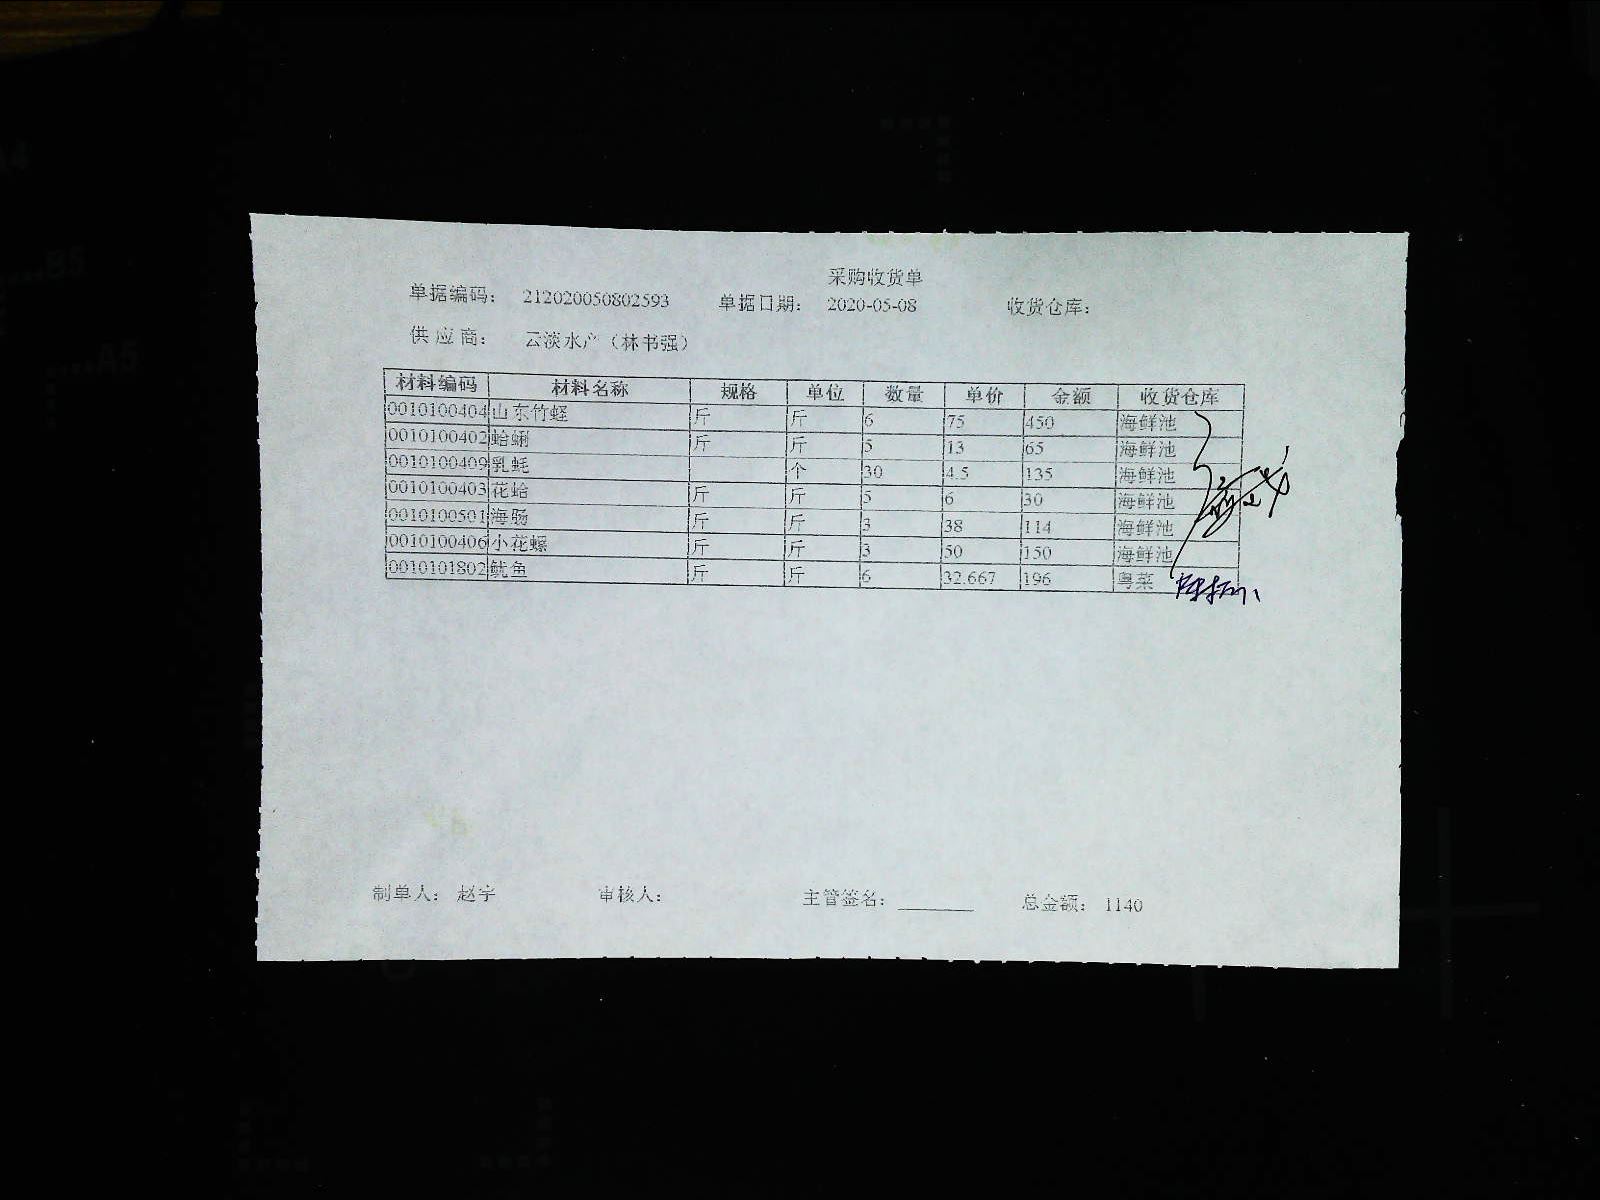 采购收货单
单据编码： 212020050802593 单据日期： 2020-05-08 收货仓库：
供 应 商： 云淡水产（林书强）
材料编码 材料名称 规格 单位 数量 单价 金额 收货仓库
0010100404 山东竹蛏 斤 斤 6 75 450 海鲜池
0010100402 蛤蜊 斤 斤 5 13 65 海鲜池
0010100409 乳蚝 个 30 4.5 135 海鲜池
0010100403 花蛤 斤 斤 5 6 30 海鲜池
0010100501 海肠 斤 斤 3 38 114 海鲜池
0010100406 小花螺 斤 斤 3 50 150 海鲜池
0010101802 鱿鱼 斤 斤 6 32.667 196 粤菜
制单人： 赵宇 审核人： 主管签名： 总金额： 1140
A4
B5
A5